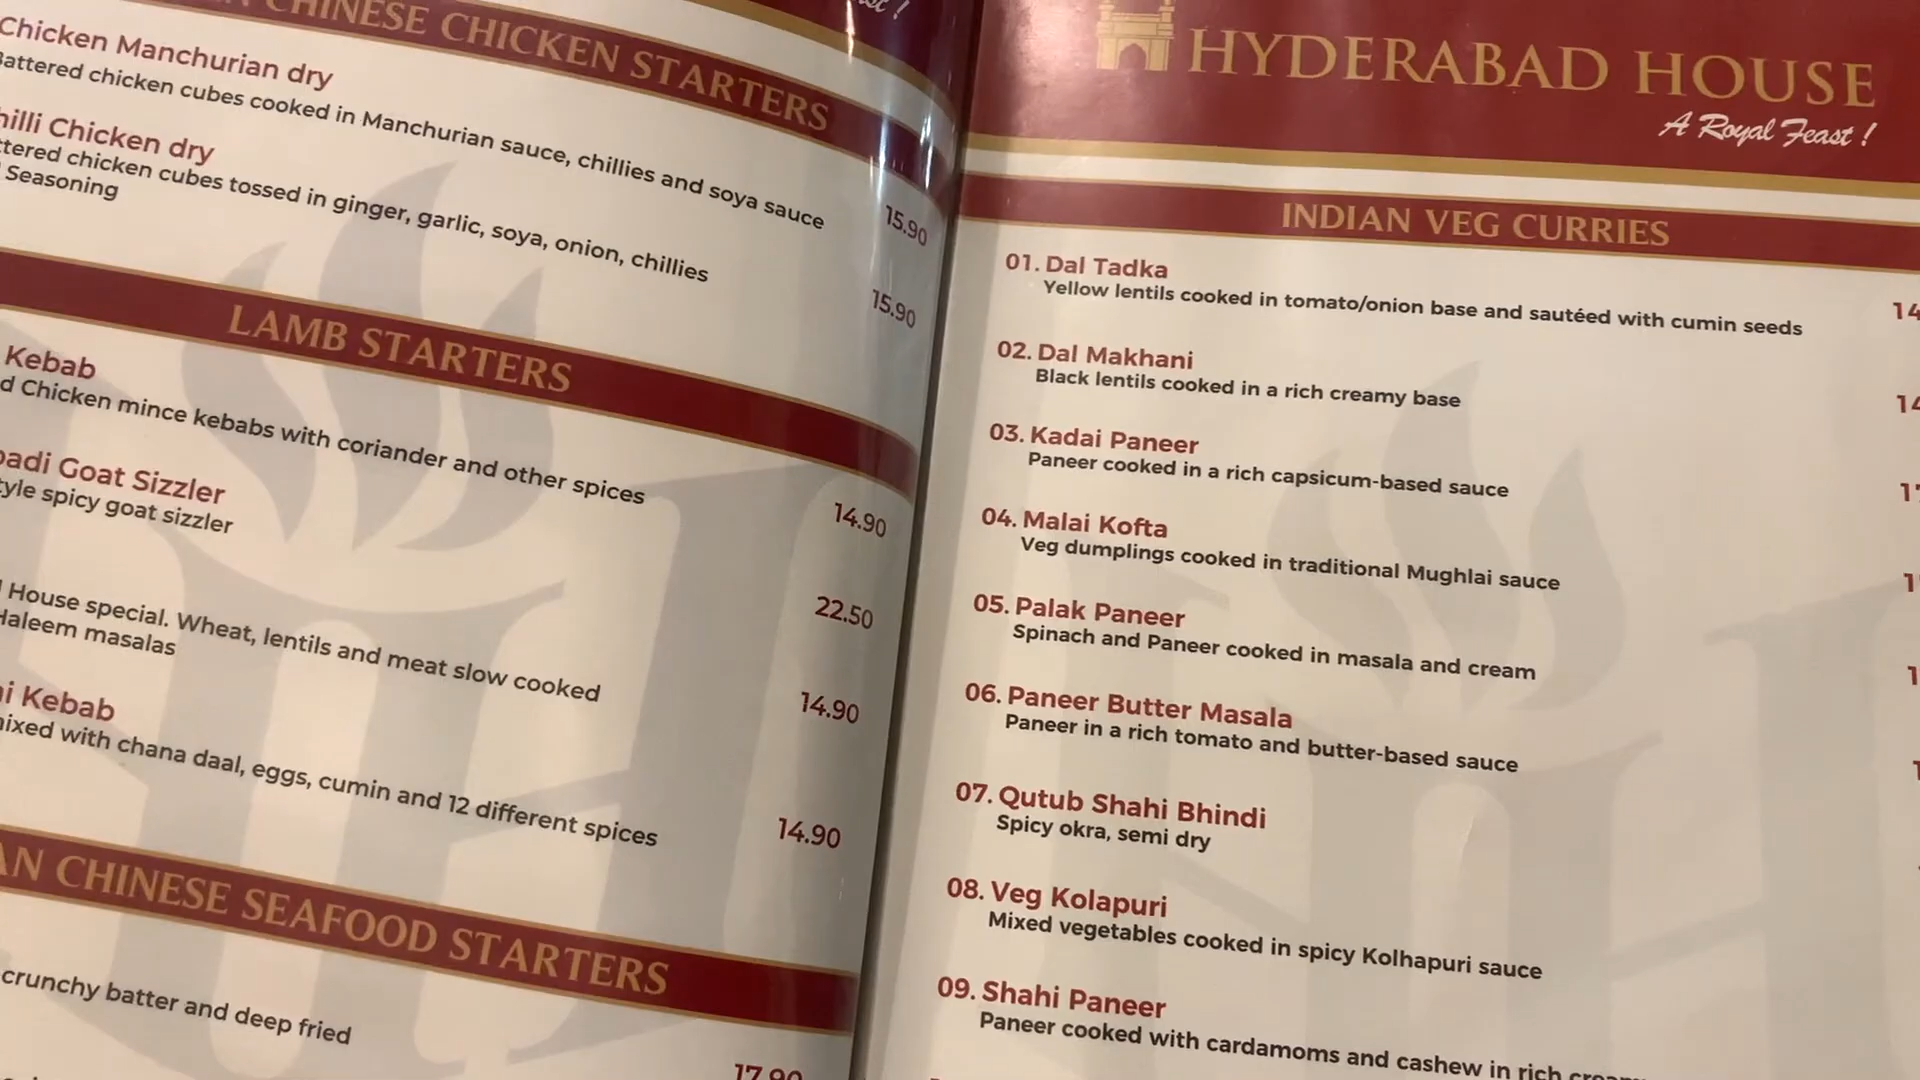 CHINESE CHICKEN STARTERS
Chicken Manchurian dry
Battered chicken cubes cooked in Manchurian sauce, chillies and soya sauce
15.90
Chicken dry
chicken cubes tossed in ginger, garlic, soya, onion, chillies
Seasoning
15.90
LAMB STARTERS
Kebab
Chicken mince kebabs with coriander and other spices
14.90
Goat Sizzler
spicy goat sizzler
22.50
House special. Wheat, lentils and meat slow cooked
Haleem masalas
14.90
Kebab
with chana daal, eggs, cumin and 12 different spices
14.90
CHINESE SEAFOOD STARTERS
crunchy batter and deep fried
17.90
HYDERABAD HOUSE
A Royal Feast !
INDIAN VEG CURRIES
01. Dal Tadka
Yellow lentils cooked in tomato/onion base and sautéed with cumin seeds
02. Dal Makhani
Black lentils cooked in a rich creamy base
03. Kadai Paneer
Paneer cooked in a rich capsicum-based sauce
04. Malai Kofta
Veg dumplings cooked in traditional Mughlai sauce
05. Palak Paneer
Spinach and Paneer cooked in masala and cream
06. Paneer Butter Masala
Paneer in a rich tomato and butter-based sauce
07. Qutub Shahi Bhindi
Spicy okra, semi dry
08. Veg Kolapuri
Mixed vegetables cooked in spicy Kolhapuri sauce
09. Shahi Paneer
Paneer cooked with cardamoms and cashew in rich